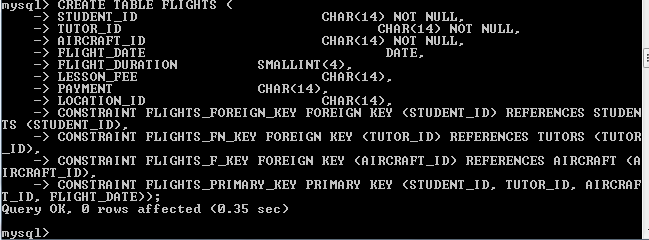 mysql> CREATE TABLE FLIGHTS (
    -> STUDENT_ID                       CHAR(14) NOT NULL,
    -> TUTOR_ID                                CHAR(14) NOT NULL,
    -> AIRCRAFT_ID                      CHAR(14) NOT NULL,
    -> FLIGHT_DATE                              DATE,
    -> FLIGHT_DURATION          SMALLINT(4),
    -> LESSON_FEE                       CHAR(14),
    -> PAYMENT                  CHAR(14),
    -> LOCATION_ID                      CHAR(14),
    -> CONSTRAINT FLIGHTS_FOREIGN_KEY FOREIGN KEY (STUDENT_ID) REFERENCES STUDEN
TS (STUDENT_ID),
    -> CONSTRAINT FLIGHTS_FN_KEY FOREIGN KEY (TUTOR_ID) REFERENCES TUTORS (TUTOR
_ID),
    -> CONSTRAINT FLIGHTS_F_KEY FOREIGN KEY (AIRCRAFT_ID) REFERENCES AIRCRAFT (A
IRCRAFT_ID),
    -> CONSTRAINT FLIGHTS_PRIMARY_KEY PRIMARY KEY (STUDENT_ID, TUTOR_ID, AIRCRAF
T_ID, FLIGHT_DATE));
Query OK, 0 rows affected (0.35 sec)
mysql>